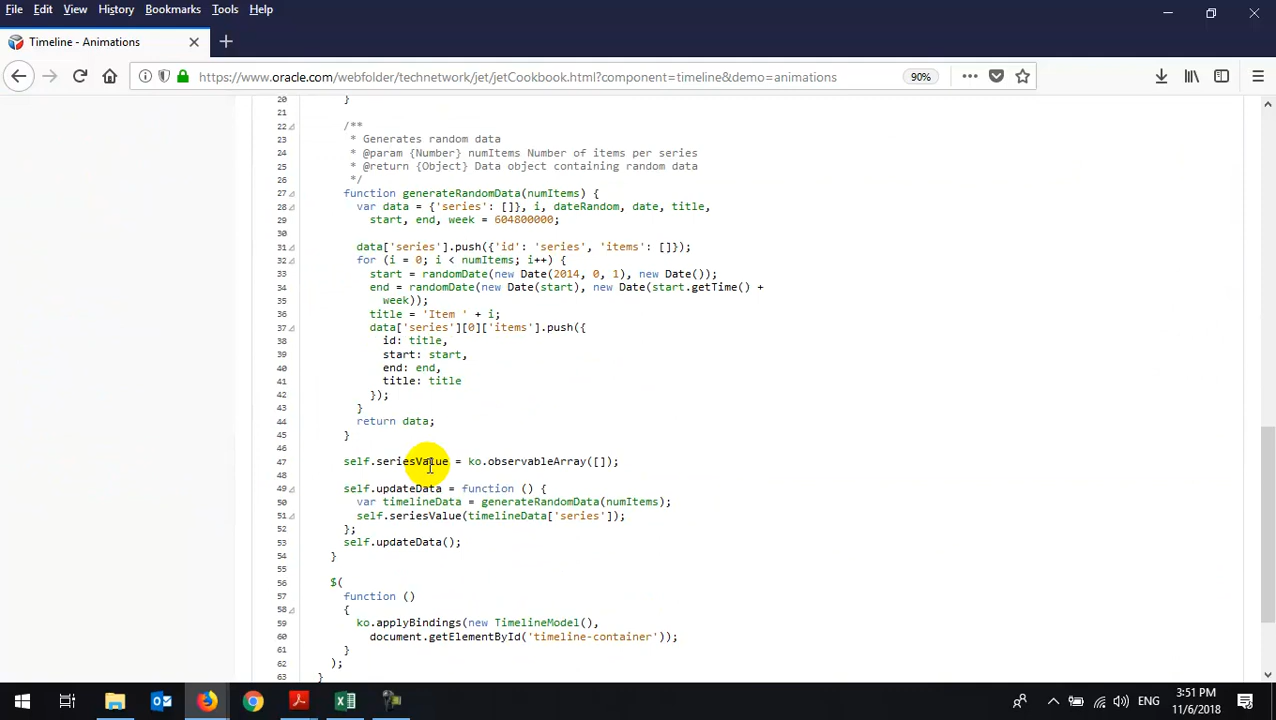 File Edit View History Bookmarks Tools Help
Timeline - Animations
https://www.oracle.com/webfolder/technetwork/jet/jetCookbook.html?component=timeline&demo=animations
90%
20 }
21
22 /**
23 * Generates random data
24 * @param {Number} numItems Number of items per series
25 * @return {Object} Data object containing random data
26 */
27 function generateRandomData(numItems) {
28 var data = {'series': []}, i, dateRandom, date, title,
29 start, end, week = 604800000;
30
31 data['series'].push({'id': 'series', 'items': []});
32 for (i = 0; i < numItems; i++) {
33 start = randomDate(new Date(2014, 0, 1), new Date());
34 end = randomDate(new Date(start), new Date(start.getTime() +
35 week));
36 title = 'Item ' + i;
37 data['series'][0]['items'].push({
38 id: title,
39 start: start,
40 end: end,
41 title: title
42 });
43 }
44 return data;
45 }
46
47 self.seriesValue = ko.observableArray([]);
48
49 self.updateData = function () {
50 var timelineData = generateRandomData(numItems);
51 self.seriesValue(timelineData['series']);
52 };
53 self.updateData();
54 }
55
56 $(
57 function ()
58 {
59 ko.applyBindings(new TimelineModel(),
60 document.getElementById('timeline-container'));
61 }
62 );
63 }
ENG
3:51 PM
11/6/2018